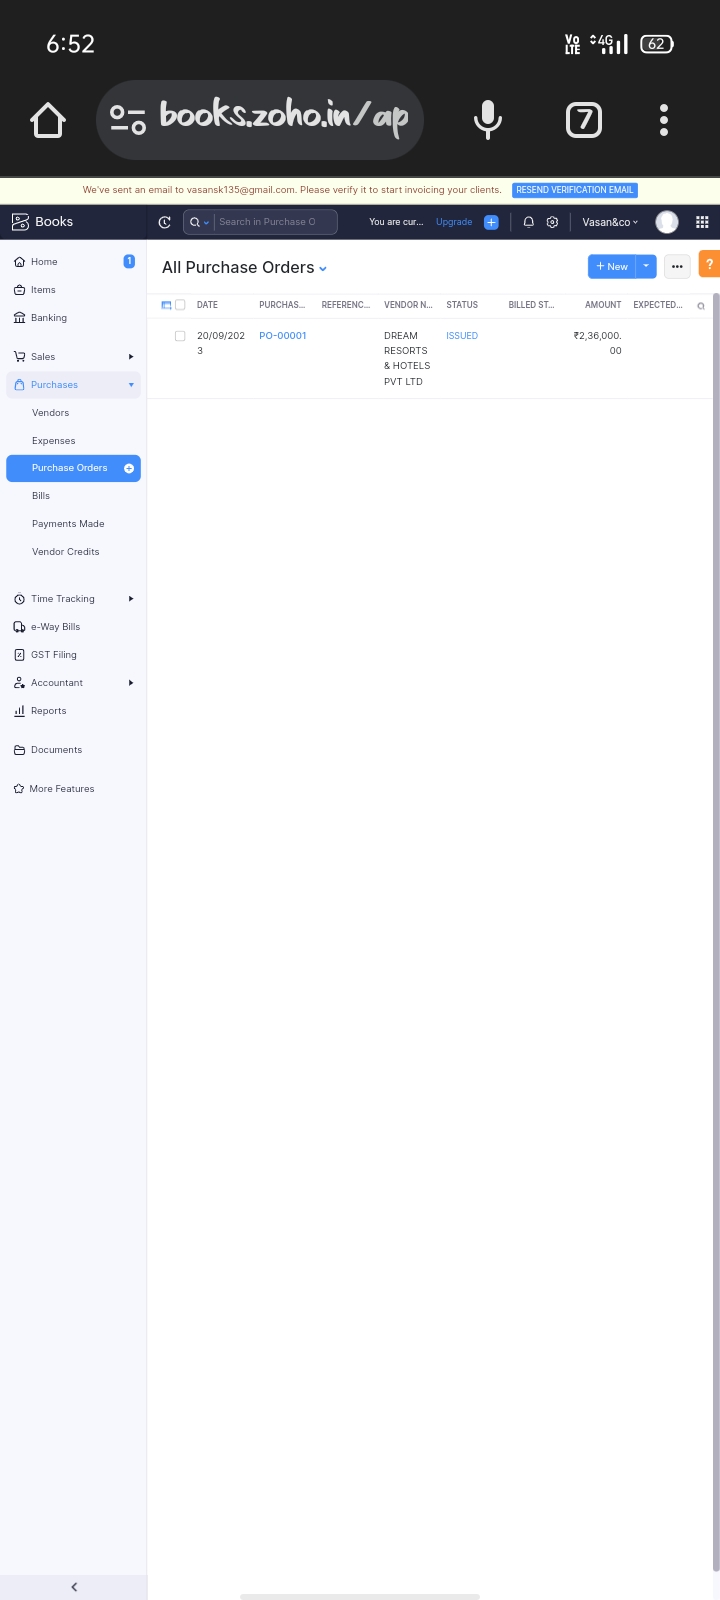 6:52
Vo LTE 4G 62
books.zoho.in/ap
7
We've sent an email to vasansk135@gmail.com. Please verify it to start invoicing your clients. RESEND VERIFICATION EMAIL
Books
Search in Purchase O
You are cur... Upgrade
Vasan&co
Home 1
Items
Banking
Sales
Purchases
Vendors
Expenses
Purchase Orders
Bills
Payments Made
Vendor Credits
Time Tracking
e-Way Bills
GST Filing
Accountant
Reports
Documents
More Features
All Purchase Orders
+ New
?
DATE PURCHAS... REFERENC... VENDOR N... STATUS BILLED ST... AMOUNT EXPECTED...
20/09/202 PO-00001 DREAM ISSUED ₹2,36,000.
3 RESORTS 00
& HOTELS
PVT LTD